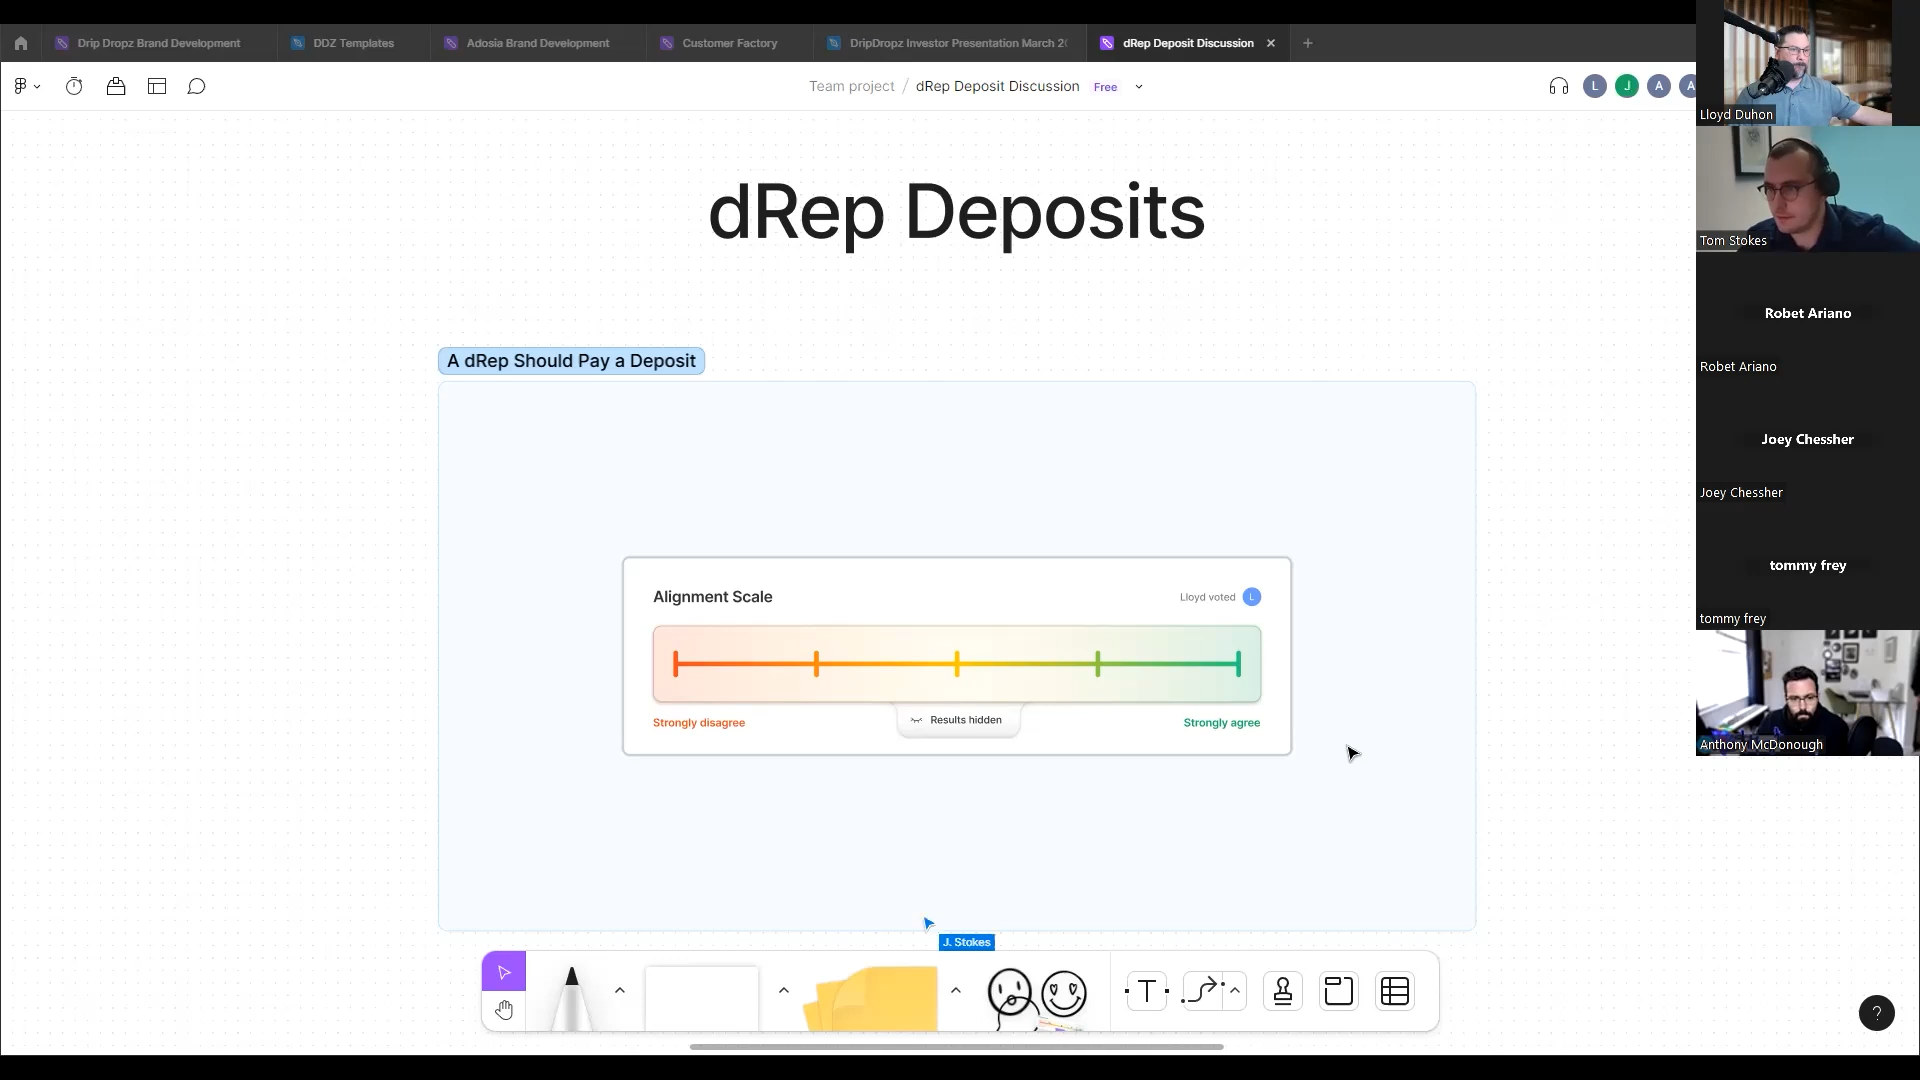 Drip Dropz Brand Development
DDZ Templates
Adosia Brand Development
Customer Factory
DripDropz Investor Presentation March 20
dRep Deposit Discussion
Team project / dRep Deposit Discussion Free
L J A A
dRep Deposits
A dRep Should Pay a Deposit
Alignment Scale
Lloyd voted L
Strongly disagree
Results hidden
Strongly agree
J. Stokes
T
?
Lloyd Duhon
Tom Stokes
Robet Ariano
Robet Ariano
Joey Chessher
Joey Chessher
tommy frey
tommy frey
Anthony McDonough